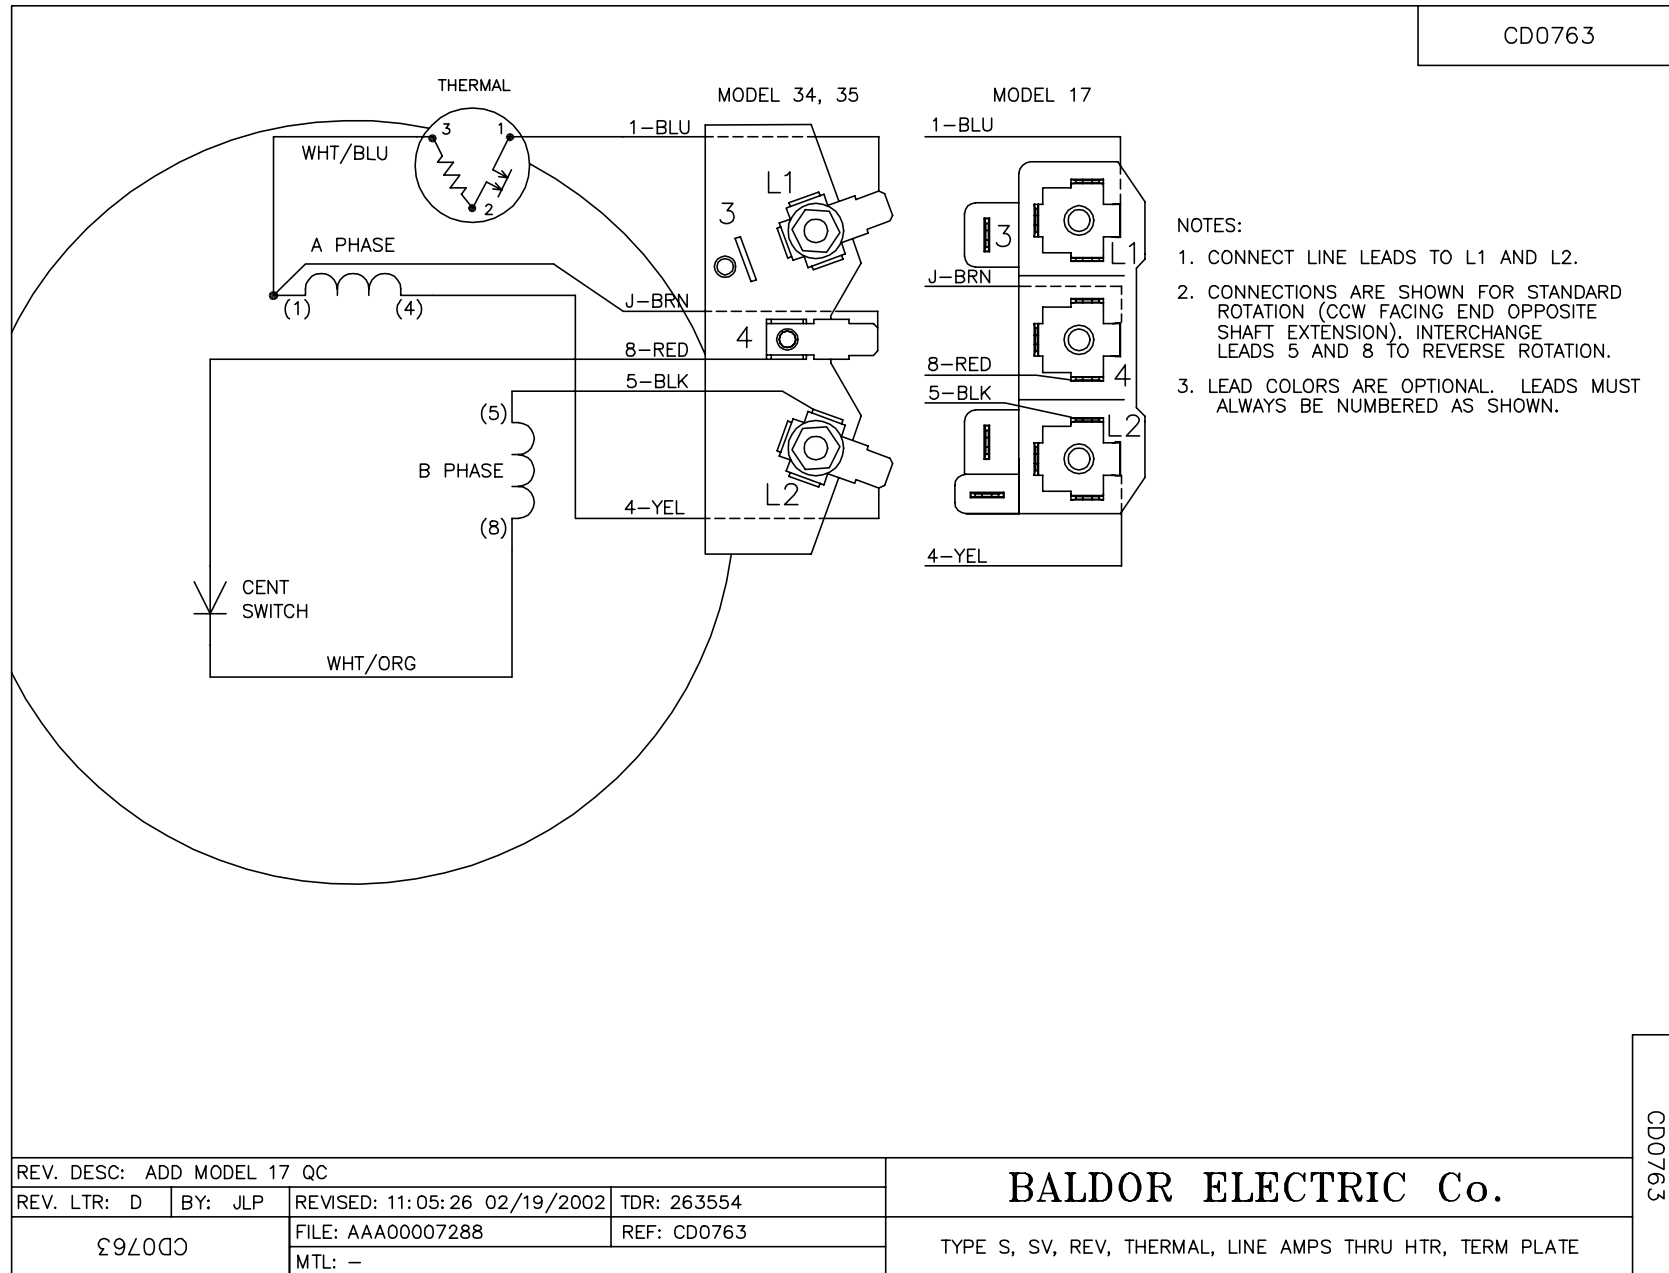 CD0763
THERMAL
MODEL 34, 35
MODEL 17
3
1
2
WHT/BLU
1-BLU
1-BLU
L1
3
3
L1
A PHASE
(1)
(4)
J-BRN
J-BRN
4
8-RED
8-RED
4
5-BLK
5-BLK
L2
(5)
B PHASE
(8)
L2
4-YEL
4-YEL
CENT
SWITCH
WHT/ORG
NOTES:
1. CONNECT LINE LEADS TO L1 AND L2.
2. CONNECTIONS ARE SHOWN FOR STANDARD
ROTATION (CCW FACING END OPPOSITE
SHAFT EXTENSION). INTERCHANGE
LEADS 5 AND 8 TO REVERSE ROTATION.
3. LEAD COLORS ARE OPTIONAL. LEADS MUST
ALWAYS BE NUMBERED AS SHOWN.
CD0763
REV. DESC: ADD MODEL 17 QC
REV. LTR: D
BY: JLP
REVISED: 11:05:26 02/19/2002
TDR: 263554
CD0763
FILE: AAA00007288
REF: CD0763
MTL: -
BALDOR ELECTRIC Co.
TYPE S, SV, REV, THERMAL, LINE AMPS THRU HTR, TERM PLATE